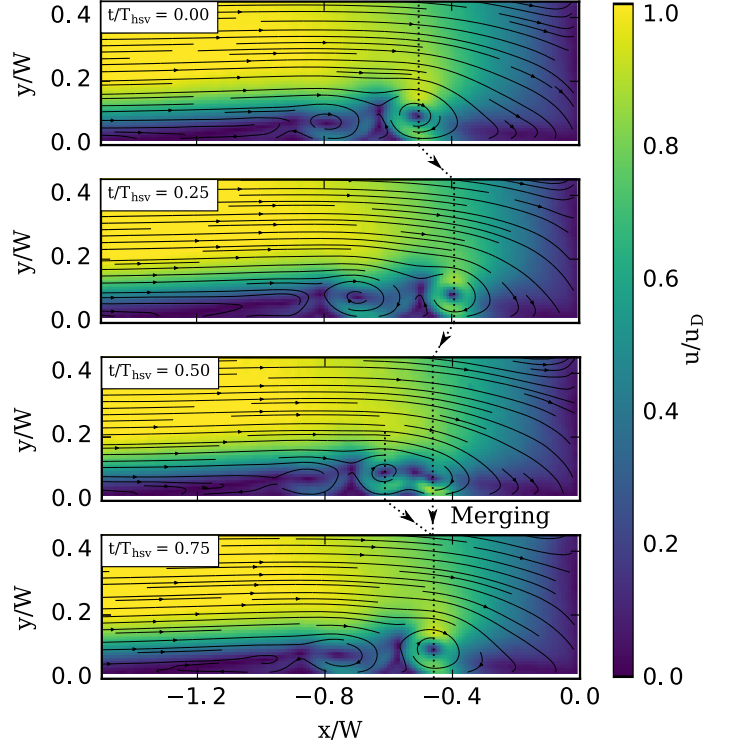 t/T_hsv = 0.00
y/W
0.4
0.2
0.0
t/T_hsv = 0.25
y/W
0.4
0.2
0.0
t/T_hsv = 0.50
y/W
0.4
0.2
0.0
Merging
t/T_hsv = 0.75
y/W
0.4
0.2
0.0
−1.2 −0.8 −0.4 0.0
x/W
1.0
0.8
0.6
0.4
0.2
0.0
u/u_D